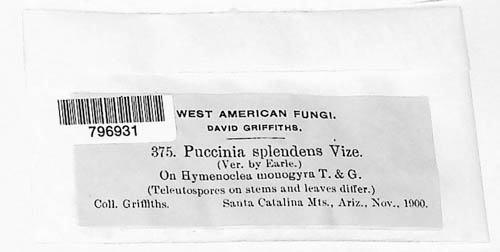 WEST AMERICAN FUNGI.
DAVID GRIFFITHS.
796931
375. Puccinia splendens Vize.
(Ver. by Earle.)
On Hymenoclea monogyra T. & G.
(Teleutospores on stems and leaves differ.)
Coll. Griffiths. Santa Catalina Mts., Ariz., Nov., 1900.